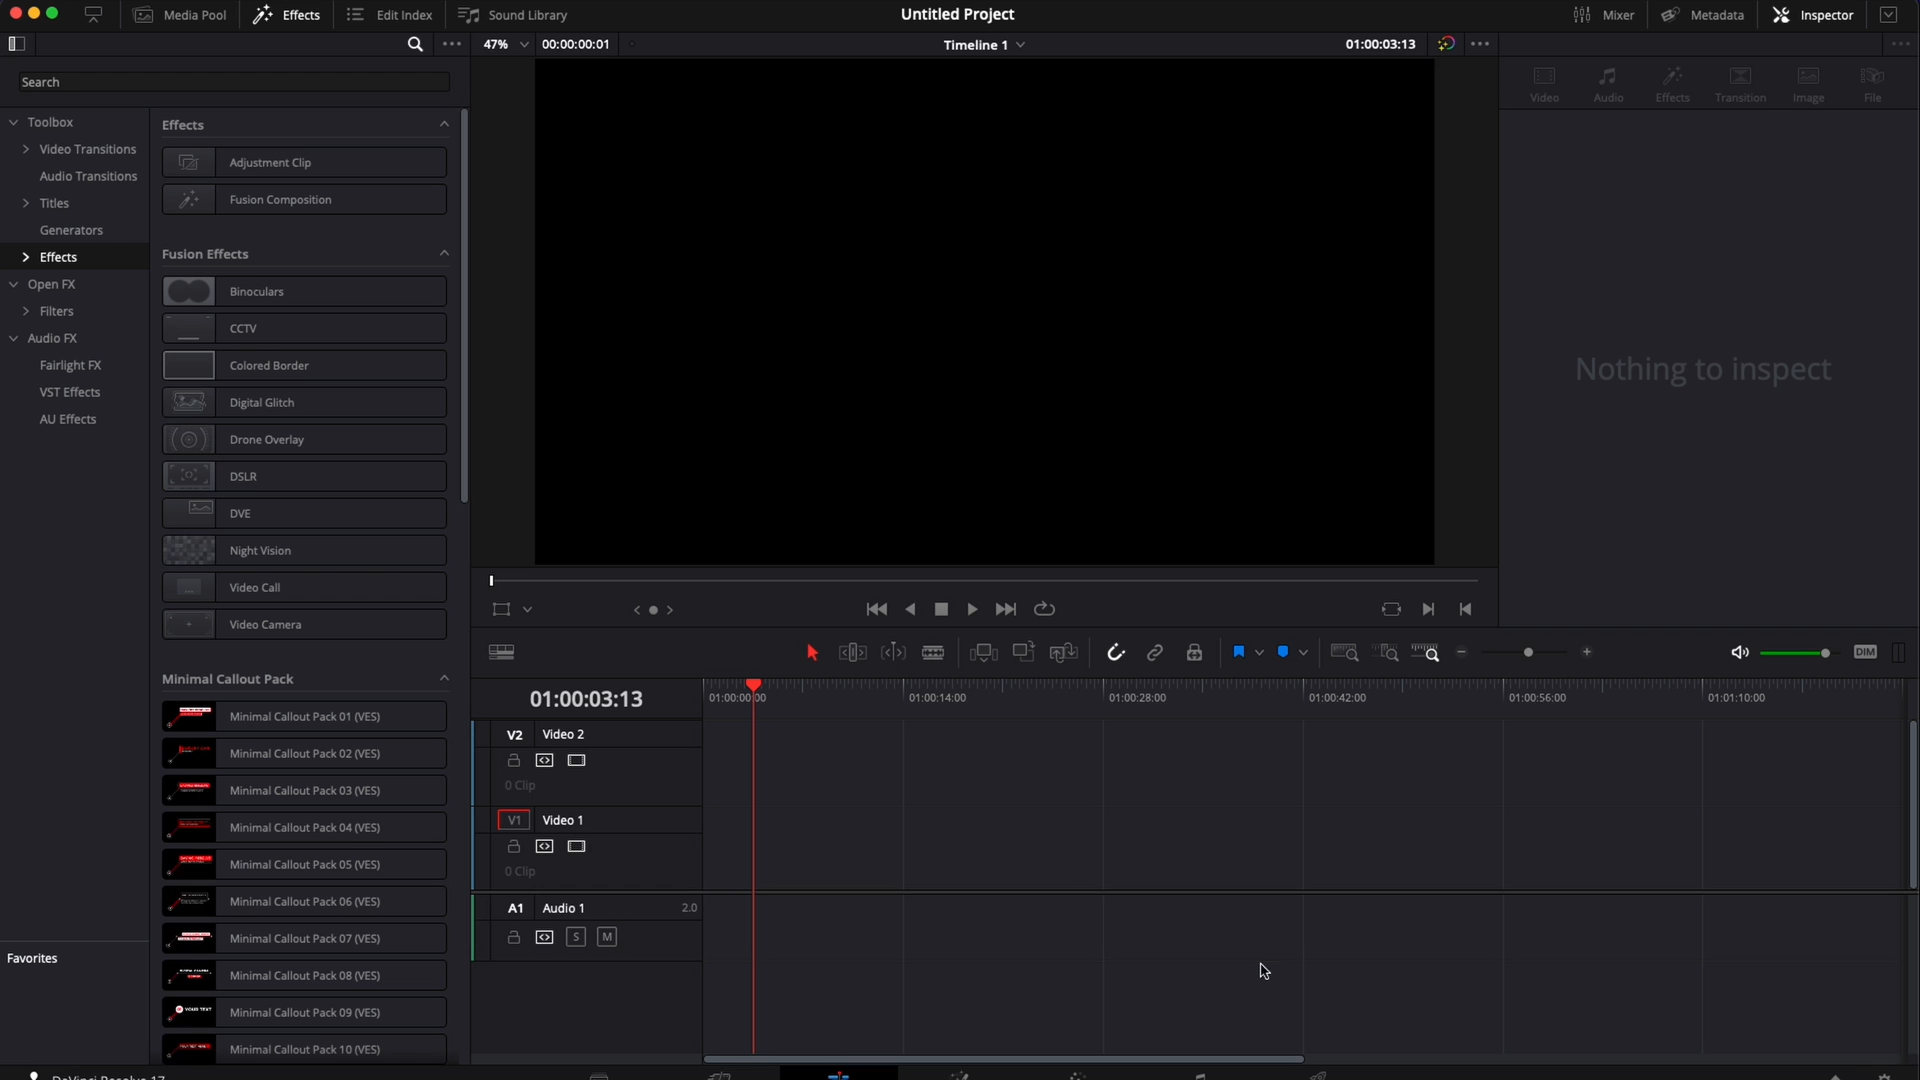 Media Pool
Effects
Edit Index
Sound Library
Untitled Project
Mixer
Metadata
Inspector
47%
00:00:00:01
Timeline 1
01:00:03:13
Search
Video
Audio
Effects
Transition
Image
File
Toolbox
Video Transitions
Audio Transitions
Titles
Generators
Effects
Open FX
Filters
Audio FX
Fairlight FX
VST Effects
AU Effects
Favorites
Effects
Adjustment Clip
Fusion Composition
Fusion Effects
Binoculars
CCTV
Colored Border
Digital Glitch
Drone Overlay
DSLR
DVE
Night Vision
Video Call
Video Camera
Minimal Callout Pack
Minimal Callout Pack 01 (VES)
Minimal Callout Pack 02 (VES)
Minimal Callout Pack 03 (VES)
Minimal Callout Pack 04 (VES)
Minimal Callout Pack 05 (VES)
Minimal Callout Pack 06 (VES)
Minimal Callout Pack 07 (VES)
Minimal Callout Pack 08 (VES)
YOUR TEXT
Minimal Callout Pack 09 (VES)
Minimal Callout Pack 10 (VES)
Nothing to inspect
DIM
01:00:03:13
01:00:00:00
01:00:14:00
01:00:28:00
01:00:42:00
01:00:56:00
01:01:10:00
V2 Video 2
0 Clip
V1 Video 1
0 Clip
A1 Audio 1 2.0
S M
DaVinci Resolve 17